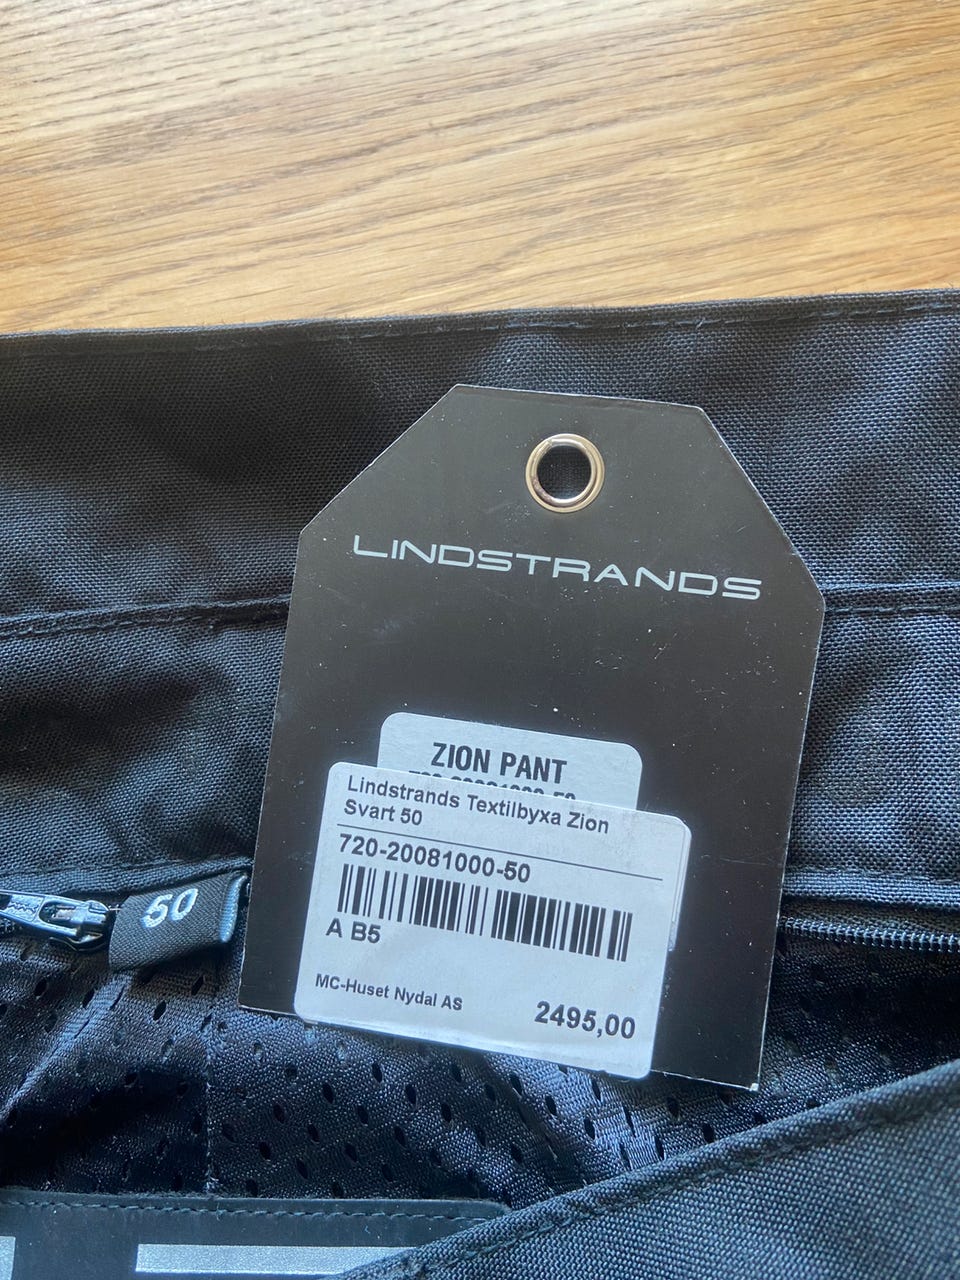 LINDSTRANDS
ZION PANT
Lindstrands Textilbyxa Zion
Svart 50
720-20081000-50
A B5
MC-Huset Nydal AS
2495,00
50